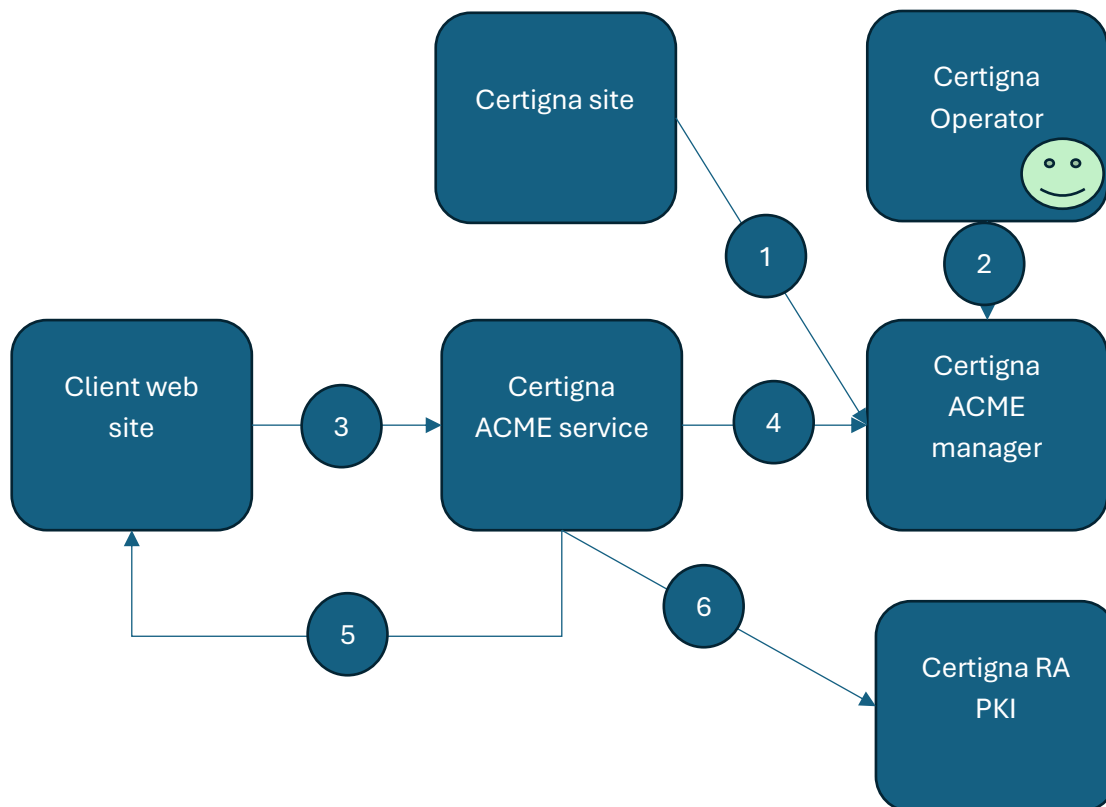 Certigna site
Certigna
Operator
1
2
Client web
site
3
Certigna
ACME service
4
Certigna
ACME
manager
5
6
Certigna RA
PKI